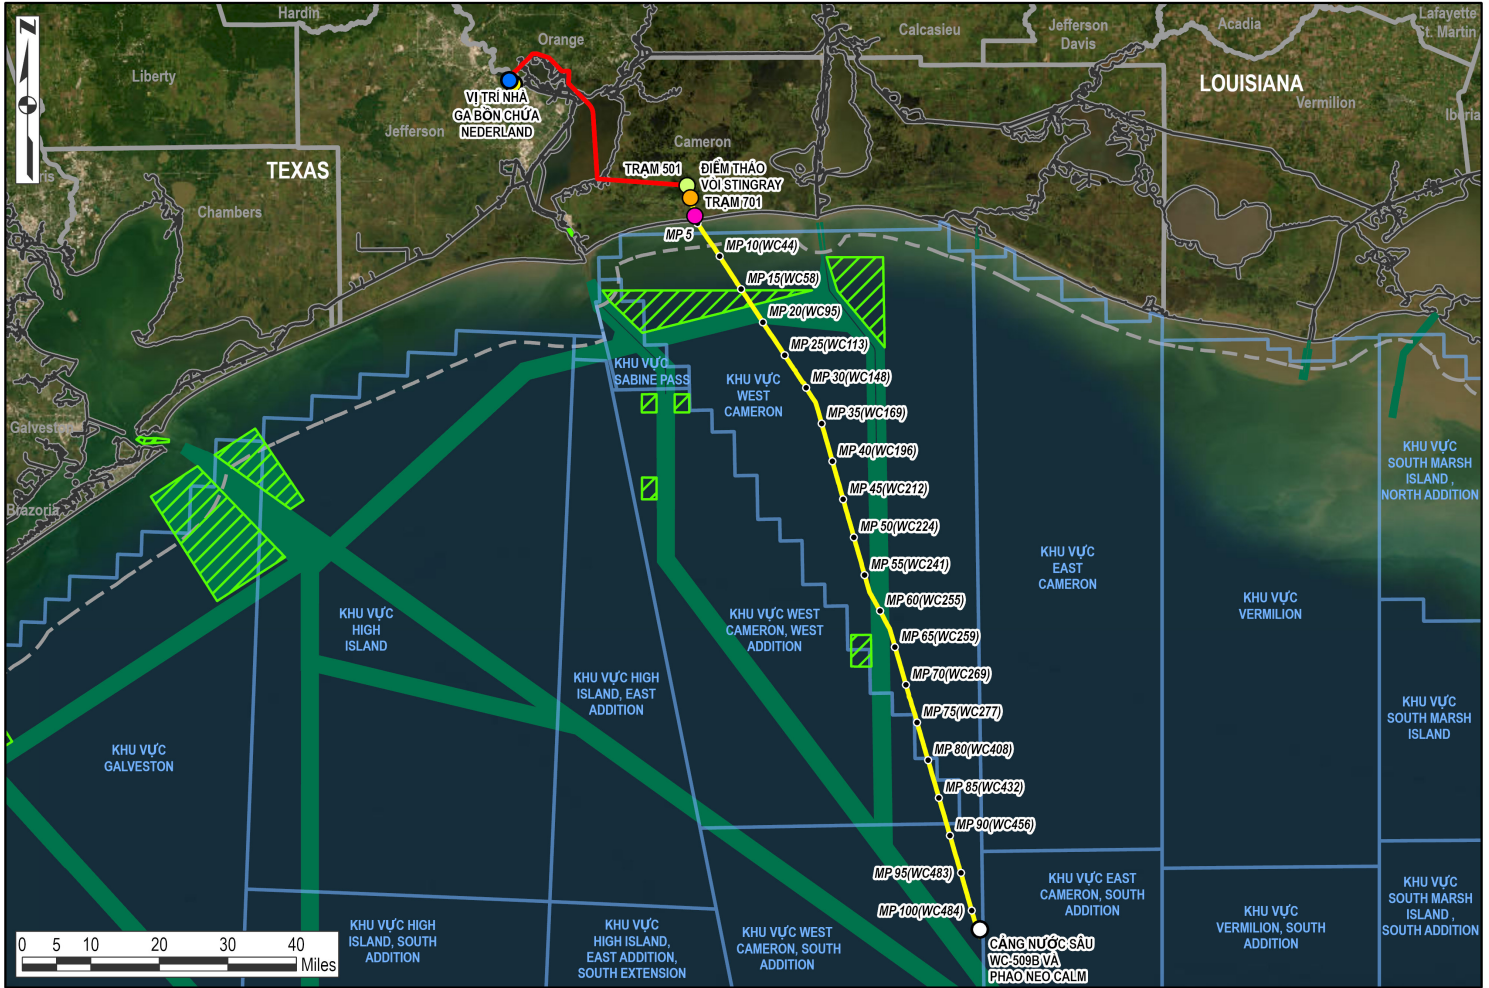 N
Hardin
Orange
Liberty
Calcasieu
Jefferson
Davis
Acadia
Lafayette
St. Martin
LOUISIANA
Vermilion
Iberia
VỊ TRÍ NHÀ
GA BỒN CHỨA
NEDERLAND
Jefferson
Cameron
TEXAS
Chambers
TRẠM 501
ĐIỂM THÁO
VÒI STINGRAY
TRẠM 701
MP 5
MP 10(WC44)
MP 15(WC58)
MP 20(WC95)
MP 25(WC113)
MP 30(WC148)
MP 35(WC169)
MP 40(WC196)
MP 45(WC212)
MP 50(WC224)
MP 55(WC241)
MP 60(WC255)
MP 65(WC259)
MP 70(WC269)
MP 75(WC277)
MP 80(WC408)
MP 85(WC432)
MP 90(WC456)
MP 95(WC483)
MP 100(WC484)
CẢNG NƯỚC SÂU
WC-509B VÀ
PHAO NEO CALM
KHU VỰC
SABINE PASS
KHU VỰC
WEST
CAMERON
Galveston
Brazoria
KHU VỰC
SOUTH MARSH
ISLAND ,
NORTH ADDITION
KHU VỰC
EAST
CAMERON
KHU VỰC
VERMILION
KHU VỰC
HIGH
ISLAND
KHU VỰC WEST
CAMERON, WEST
ADDITION
KHU VỰC HIGH
ISLAND, EAST
ADDITION
KHU VỰC
SOUTH MARSH
ISLAND
KHU VỰC
GALVESTON
KHU VỰC EAST
CAMERON, SOUTH
ADDITION
KHU VỰC
SOUTH MARSH
ISLAND ,
SOUTH ADDITION
KHU VỰC
VERMILION, SOUTH
ADDITION
KHU VỰC HIGH
ISLAND, SOUTH
ADDITION
KHU VỰC
HIGH ISLAND,
EAST ADDITION,
SOUTH EXTENSION
KHU VỰC WEST
CAMERON, SOUTH
ADDITION
0 5 10 20 30 40
Miles